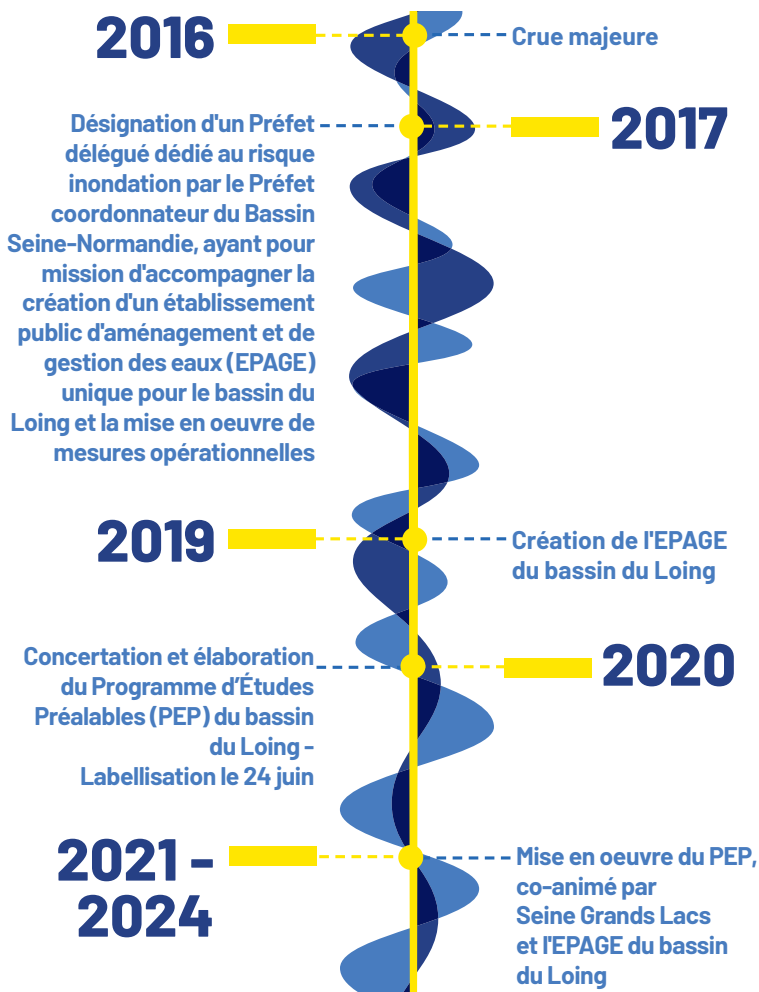 2016
Crue majeure
2017
Désignation d'un Préfet
délégué dédié au risque
inondation par le Préfet
coordonnateur du Bassin
Seine-Normandie, ayant pour
mission d'accompagner la
création d'un établissement
public d'aménagement et de
gestion des eaux (EPAGE)
unique pour le bassin du
Loing et la mise en oeuvre de
mesures opérationnelles
2019
Création de l'EPAGE
du bassin du Loing
2020
Concertation et élaboration
du Programme d’Études
Préalables (PEP) du bassin
du Loing -
Labellisation le 24 juin
2021 -
2024
Mise en oeuvre du PEP,
co-animé par
Seine Grands Lacs
et l'EPAGE du bassin
du Loing